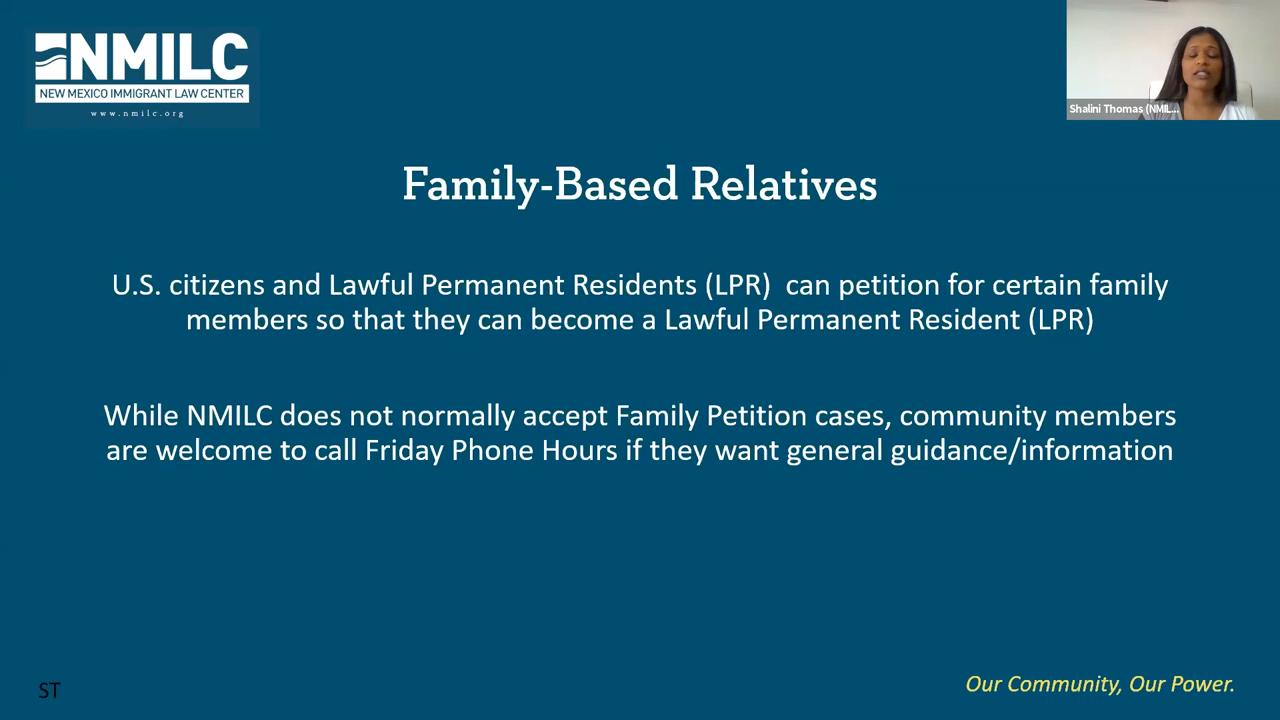 NMILC
NEW MEXICO IMMIGRANT LAW CENTER
www.nmilc.org
Shalini Thomas (NMIL...
Family-Based Relatives
U.S. citizens and Lawful Permanent Residents (LPR)  can petition for certain family
members so that they can become a Lawful Permanent Resident (LPR)
While NMILC does not normally accept Family Petition cases, community members
are welcome to call Friday Phone Hours if they want general guidance/information
ST
Our Community, Our Power.